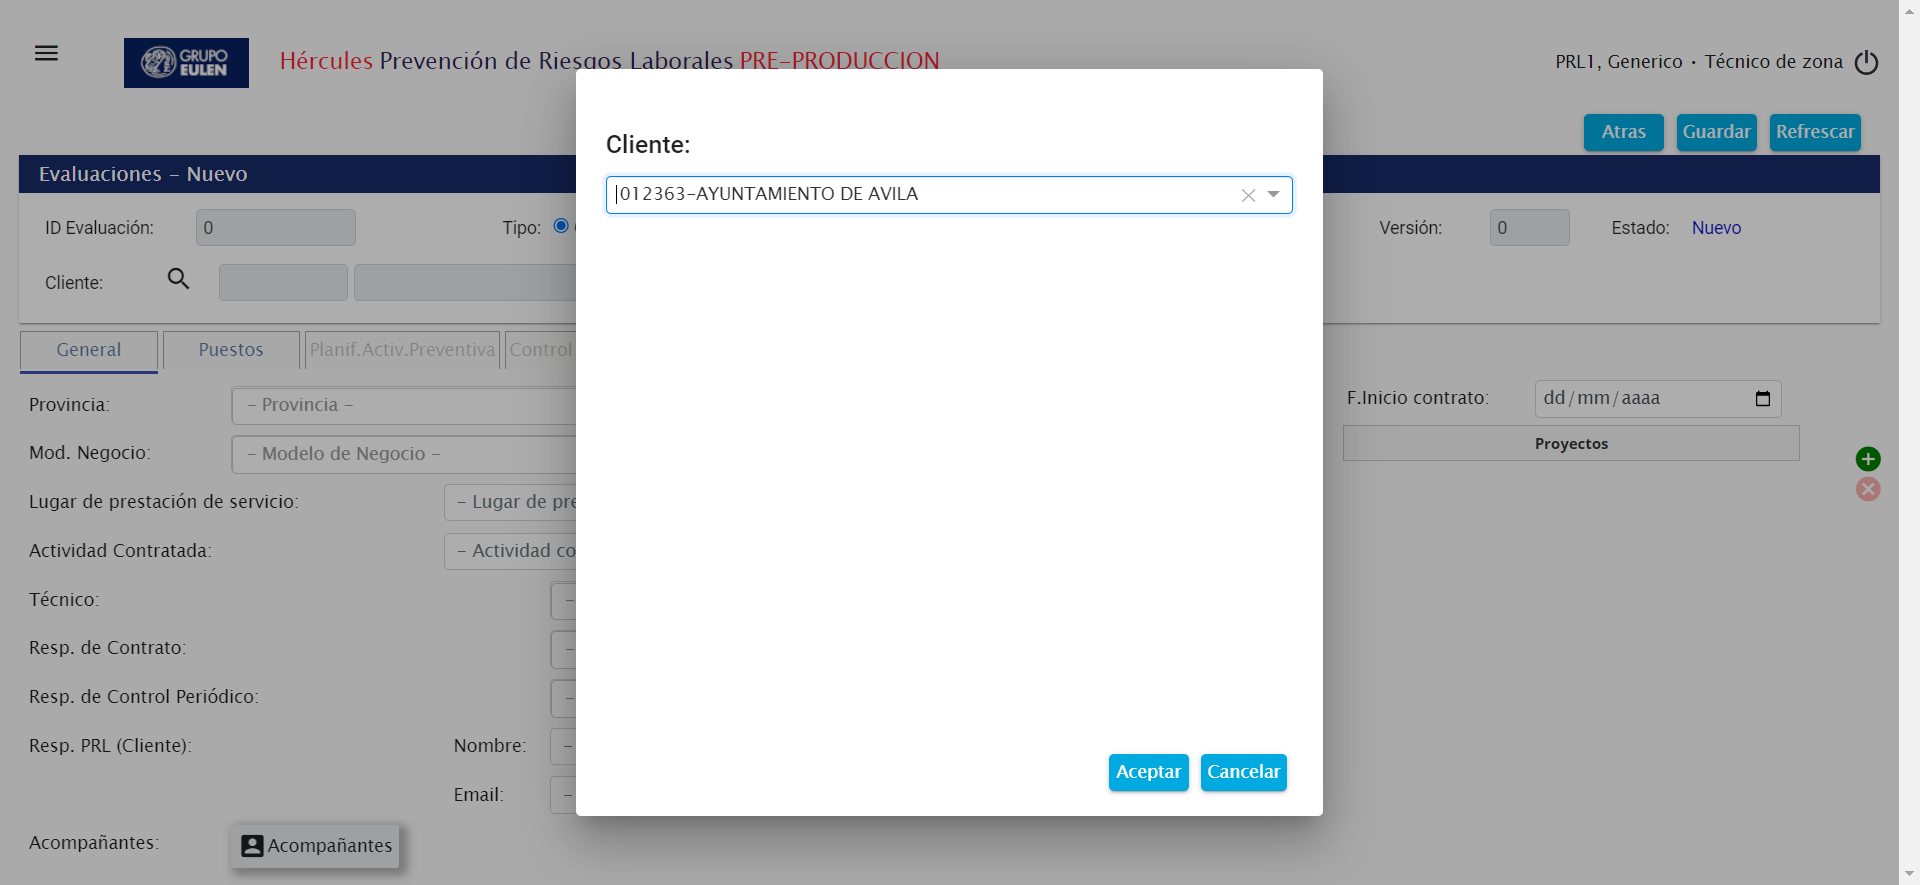 GRUPO
EULEN
Hércules Prevención de Riesgos Laborales PRE-PRODUCCION
PRL1, Generico • Técnico de zona
Atras Guardar Refrescar
Evaluaciones - Nuevo
ID Evaluación: 0 Tipo: Versión: 0 Estado: Nuevo
Cliente:
Cliente:
012363-AYUNTAMIENTO DE AVILA
General Puestos Planif.Activ.Preventiva Control
Provincia: - Provincia -
F.Inicio contrato: dd/mm/aaaa
Proyectos
Mod. Negocio: - Modelo de Negocio -
Lugar de prestación de servicio: - Lugar de pre
Actividad Contratada: - Actividad co
Técnico: -
Resp. de Contrato: -
Resp. de Control Periódico: -
Resp. PRL (Cliente): Nombre: -
Email: -
Acompañantes: Acompañantes
Aceptar Cancelar